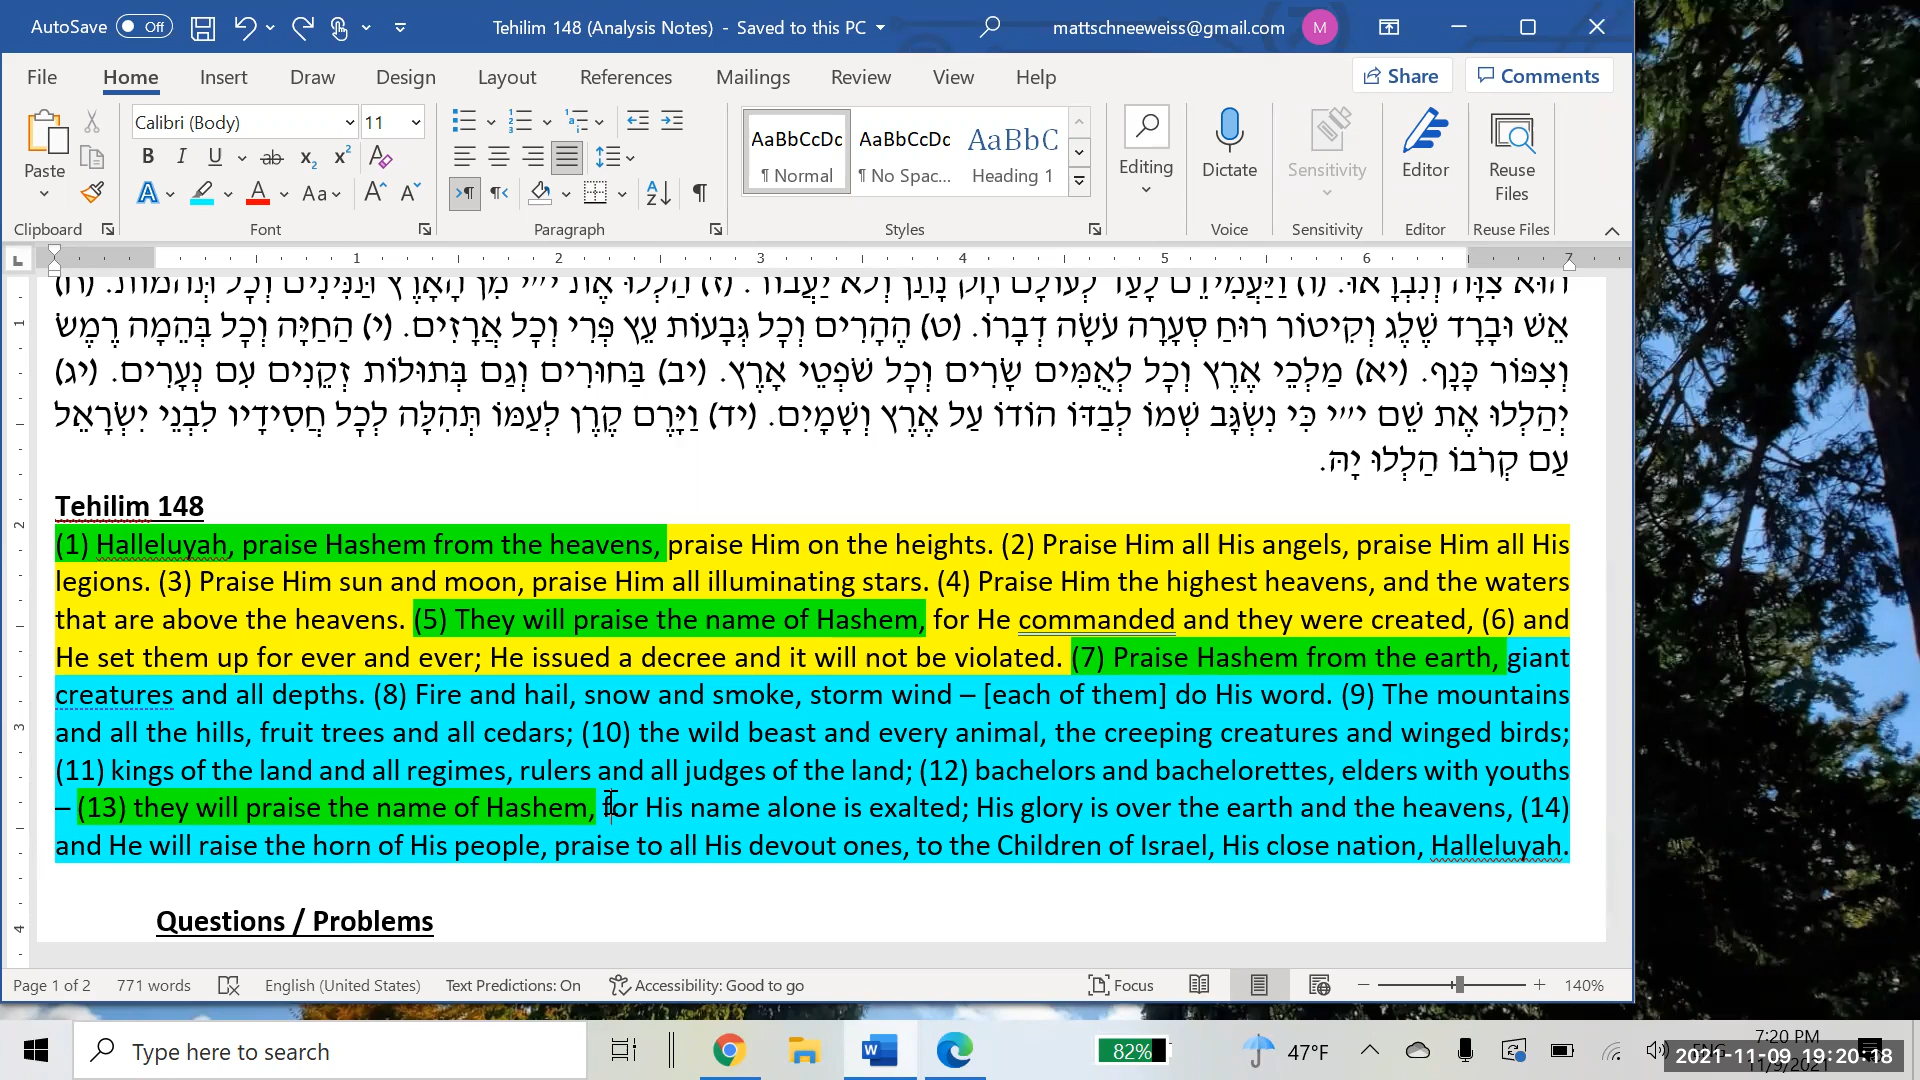 AutoSave Off Tehilim 148 (Analysis Notes) - Saved to this PC mattschneeweiss@gmail.com M
File Home Insert Draw Design Layout References Mailings Review View Help Share Comments
Calibri (Body) 11 AaBbCcDc AaBbCcDc AaBbC
Paste ¶ Normal ¶ No Spac... Heading 1 Editing Dictate Sensitivity Editor Reuse Files
Clipboard Font Paragraph Styles Voice Sensitivity Editor Reuse Files
1 2 3 4 5 6 7
הוּא צִוָּה וְנִבְרָאוּ. (ו) וַיַּעֲמִידֵם לָעַד לְעוֹלָם חָק נָתַן וְלֹא יַעֲבוֹר. (ז) הַלְלוּ אֶת י״י מִן הָאָרֶץ תַּנִּינִים וְכָל תְּהֹמוֹת. (ח)
אֵשׁ וּבָרָד שֶׁלֶג וְקִיטוֹר רוּחַ סְעָרָה עֹשָׂה דְבָרוֹ. (ט) הֶהָרִים וְכָל גְּבָעוֹת עֵץ פְּרִי וְכָל אֲרָזִים. (י) הַחַיָּה וְכָל בְּהֵמָה רֶמֶשׂ
וְצִפּוֹר כָּנָף. (יא) מַלְכֵי אֶרֶץ וְכָל לְאֻמִּים שָׂרִים וְכָל שֹׁפְטֵי אָרֶץ. (יב) בַּחוּרִים וְגַם בְּתוּלוֹת זְקֵנִים עִם נְעָרִים. (יג)
יְהַלְלוּ אֶת שֵׁם י״י כִּי נִשְׂגָּב שְׁמוֹ לְבַדּוֹ הוֹדוֹ עַל אֶרֶץ וְשָׁמָיִם. (יד) וַיָּרֶם קֶרֶן לְעַמּוֹ תְּהִלָּה לְכָל חֲסִידָיו לִבְנֵי יִשְׂרָאֵל
עַם קְרֹבוֹ הַלְלוּ יָהּ.
Tehilim 148
(1) Halleluyah, praise Hashem from the heavens, praise Him on the heights. (2) Praise Him all His angels, praise Him all His
legions. (3) Praise Him sun and moon, praise Him all illuminating stars. (4) Praise Him the highest heavens, and the waters
that are above the heavens. (5) They will praise the name of Hashem, for He commanded and they were created, (6) and
He set them up for ever and ever; He issued a decree and it will not be violated. (7) Praise Hashem from the earth, giant
creatures and all depths. (8) Fire and hail, snow and smoke, storm wind – [each of them] do His word. (9) The mountains
and all the hills, fruit trees and all cedars; (10) the wild beast and every animal, the creeping creatures and winged birds;
(11) kings of the land and all regimes, rulers and all judges of the land; (12) bachelors and bachelorettes, elders with youths
– (13) they will praise the name of Hashem, for His name alone is exalted; His glory is over the earth and the heavens, (14)
and He will raise the horn of His people, praise to all His devout ones, to the Children of Israel, His close nation, Halleluyah.
Questions / Problems
Page 1 of 2 771 words English (United States) Text Predictions: On Accessibility: Good to go Focus 140%
Type here to search 82% 47°F 7:20 PM
2021-11-09 19:20:18